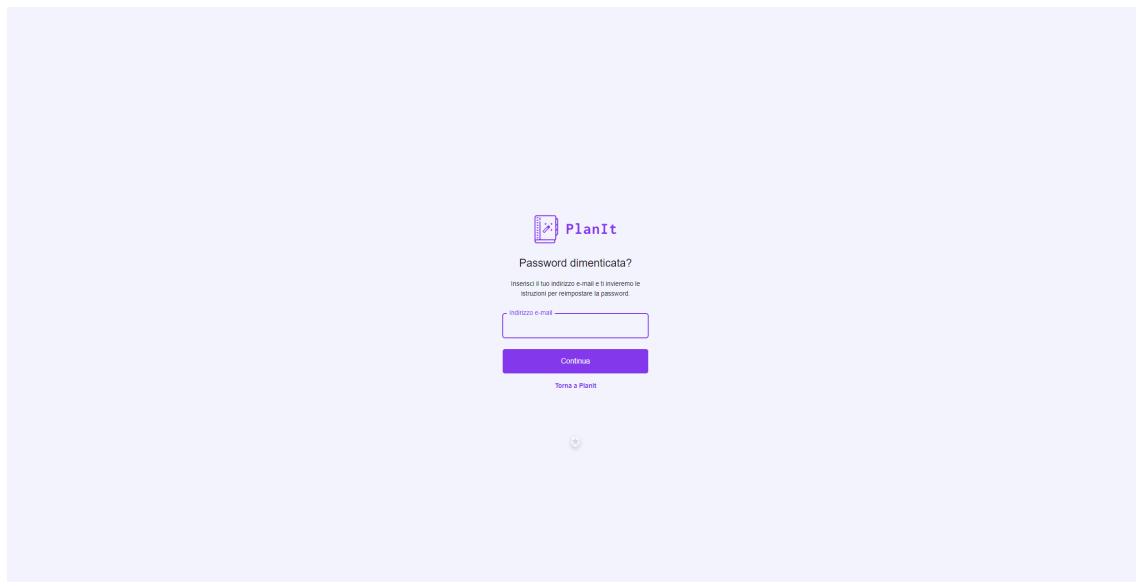 PlanIt
Password dimenticata?
Inserisci il tuo indirizzo e-mail e ti invieremo le
istruzioni per reimpostare la password.
Indirizzo e-mail
Continua
Torna a PlanIt